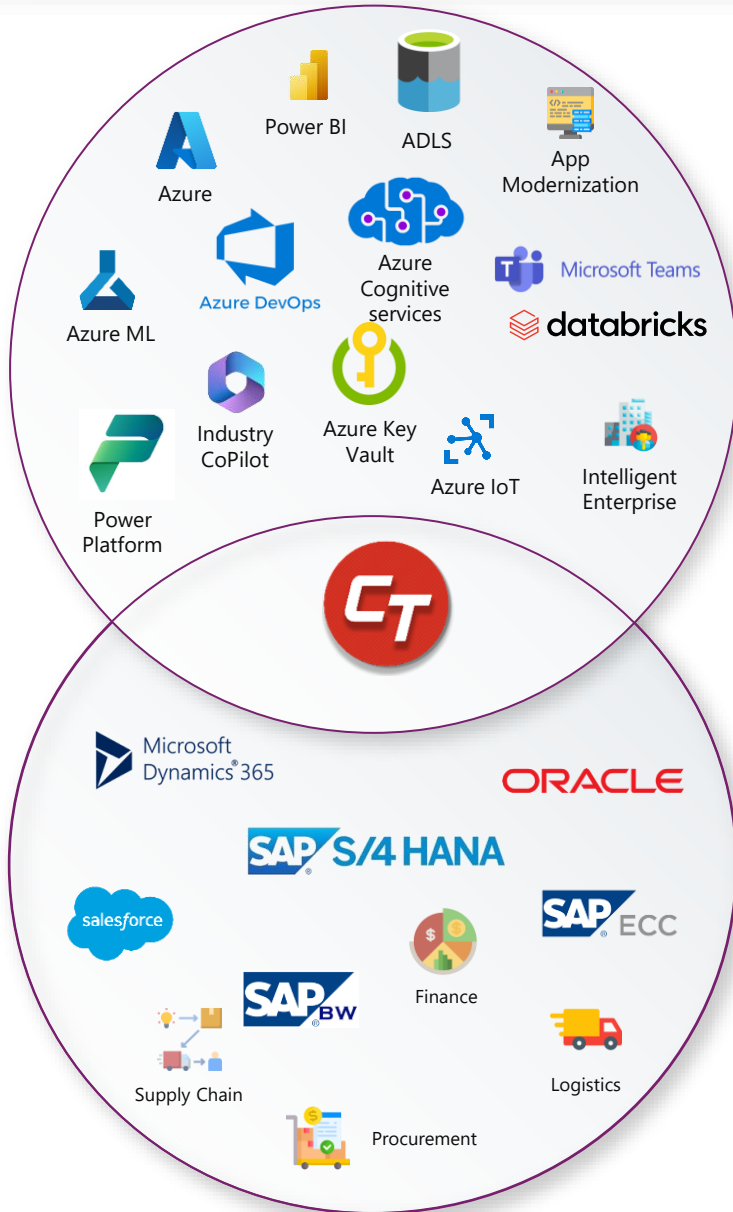 Power BI
ADLS
App
Modernization
Azure
Azure DevOps
Azure
Cognitive
services
Microsoft Teams
databricks
Azure ML
Industry
CoPilot
Azure Key
Vault
Azure IoT
Intelligent
Enterprise
Power
Platform
CT
Microsoft
Dynamics® 365
ORACLE
SAP® S/4 HANA
salesforce
SAP® ECC
Finance
SAP® BW
Supply Chain
Logistics
Procurement